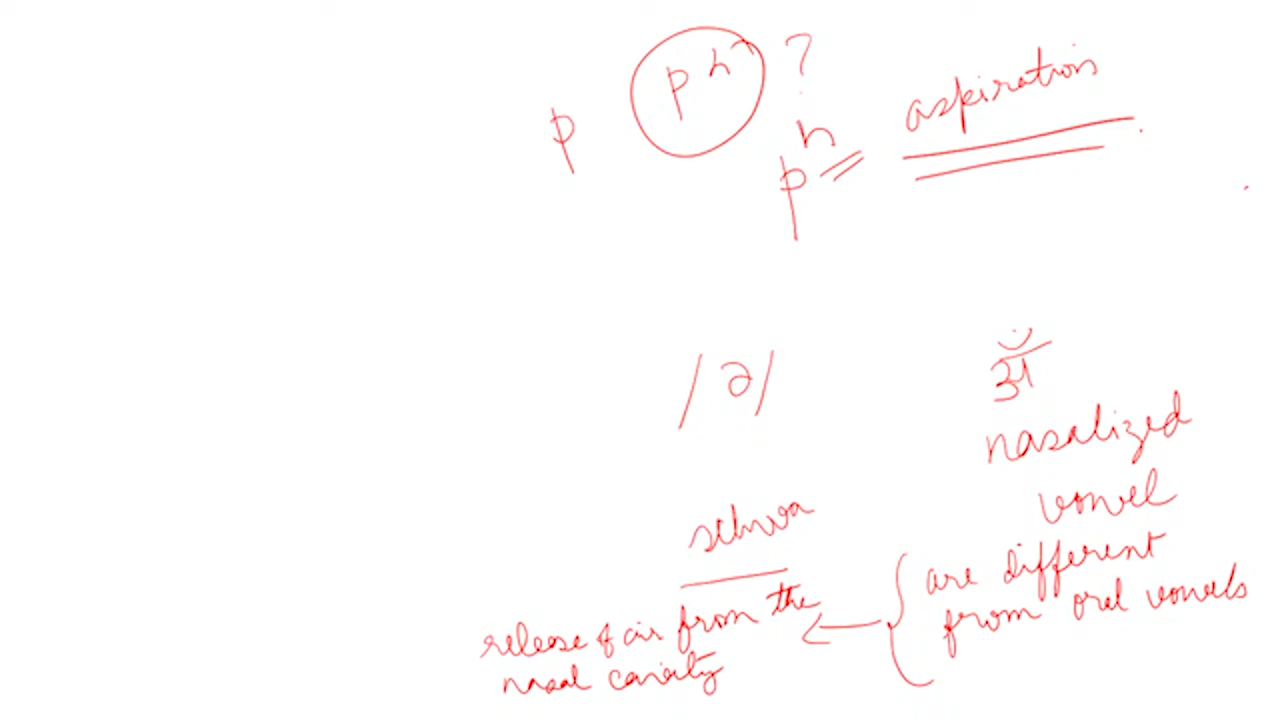 p pʰ ?
pʰ aspiration
/ə/ अँ
nasalized
vowel
schwa
are different
from oral vowels
release of air from the
nasal cavity